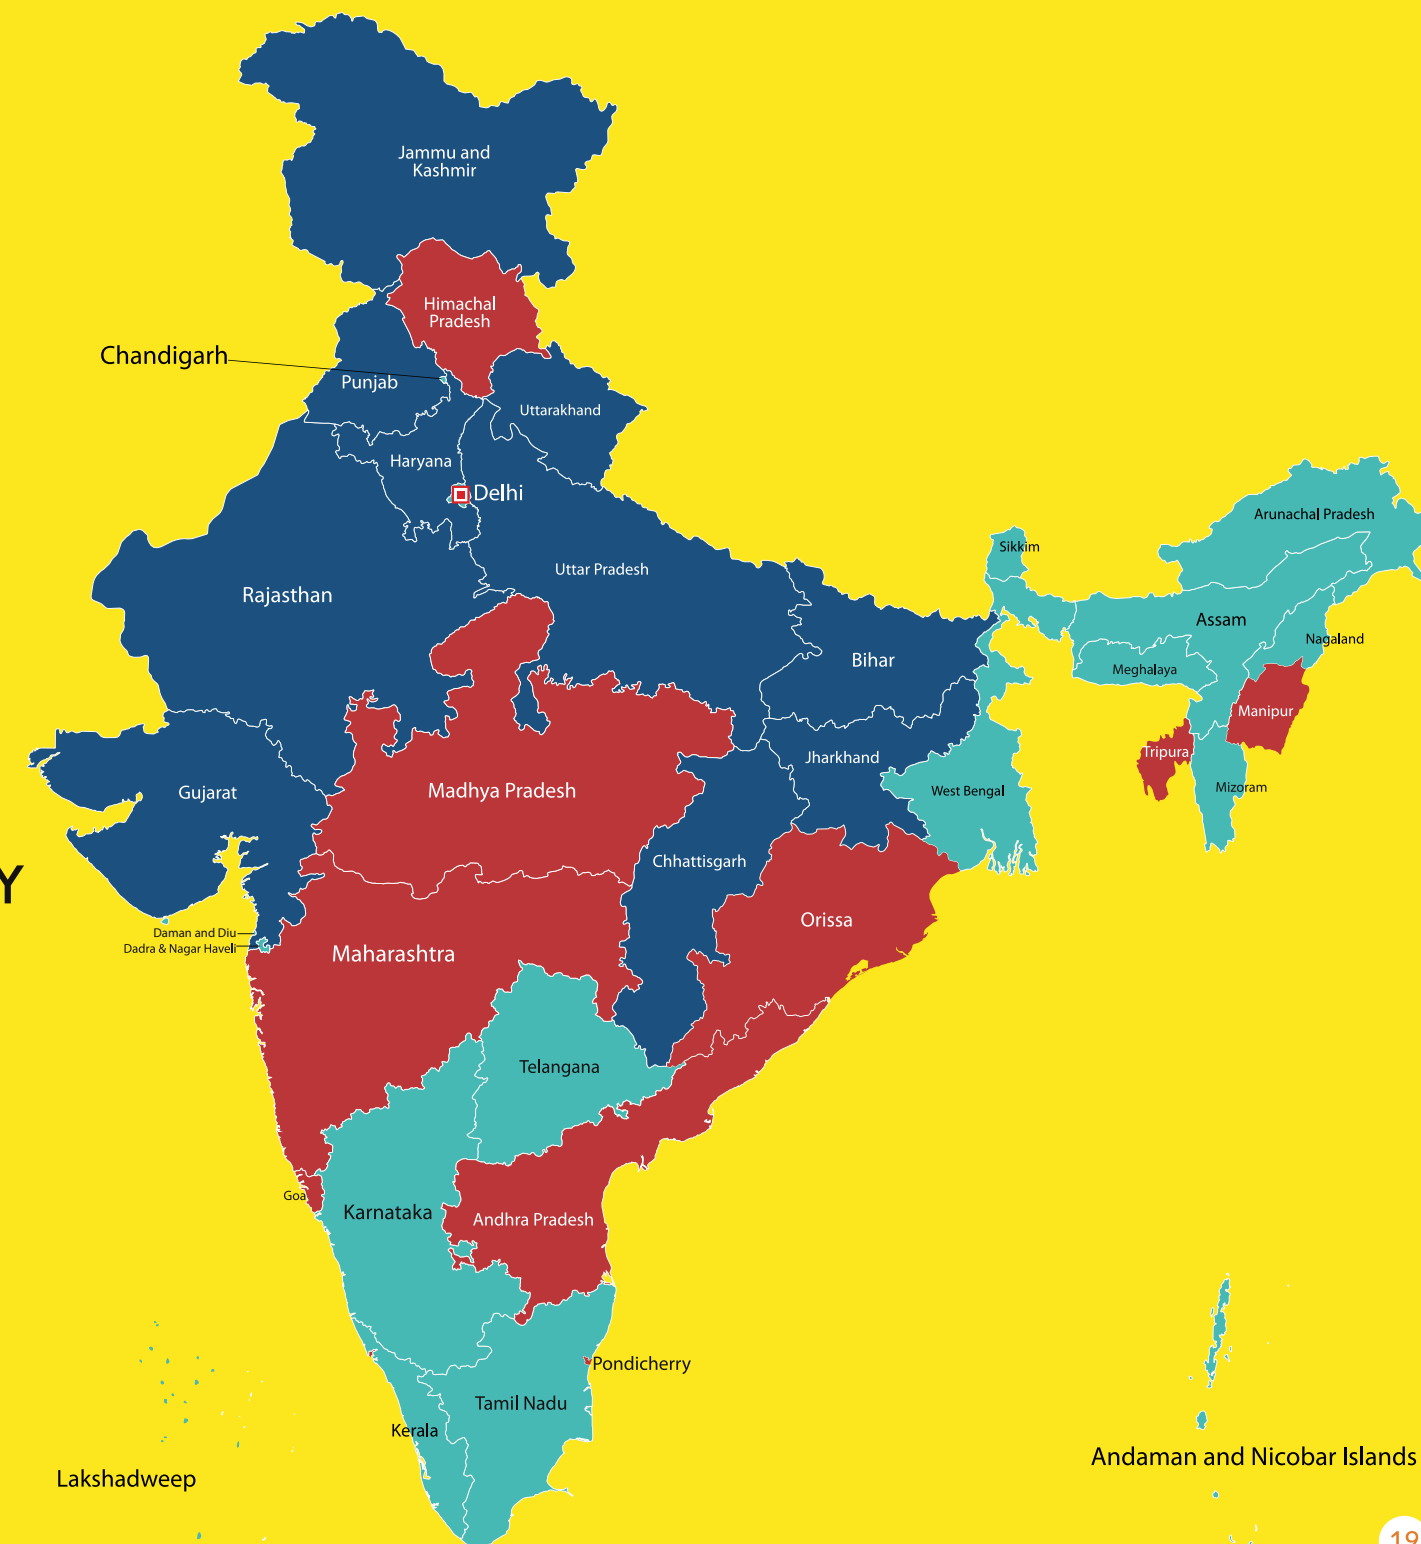 Jammu and
Kashmir
Himachal
Pradesh
Chandigarh
Punjab
Uttarakhand
Haryana
Delhi
Arunachal Pradesh
Sikkim
Uttar Pradesh
Rajasthan
Assam
Nagaland
Bihar
Meghalaya
Manipur
Tripura
Jharkhand
Mizoram
Gujarat
Madhya Pradesh
West Bengal
Chhattisgarh
Y
Orissa
Daman and Diu
Dadra & Nagar Haveli
Maharashtra
Telangana
Goa
Karnataka
Andhra Pradesh
Pondicherry
Tamil Nadu
Kerala
Andaman and Nicobar Islands
Lakshadweep
19